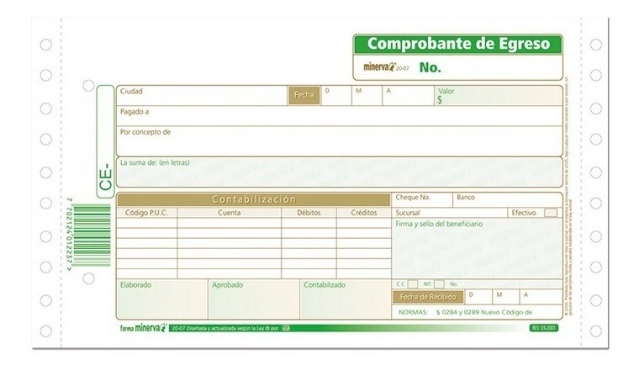 Comprobante de Egreso
minerva 20-07 No.
Ciudad Fecha D M A Valor
$
Pagado a
Por concepto de
La suma de: (en letras)
CE-
Contabilización
Código P.U.C. Cuenta Débitos Créditos
Cheque No. Banco
Sucursal Efectivo
Firma y sello del beneficiario
Elaborado Aprobado Contabilizado
C.C. NIT. No.
Fecha de Recibido D M A
NORMAS: § 0284 y 0289 Nuevo Código de
forma minerva 20-07 Diseñada y actualizada según la Ley © por
7 702124 012237 >